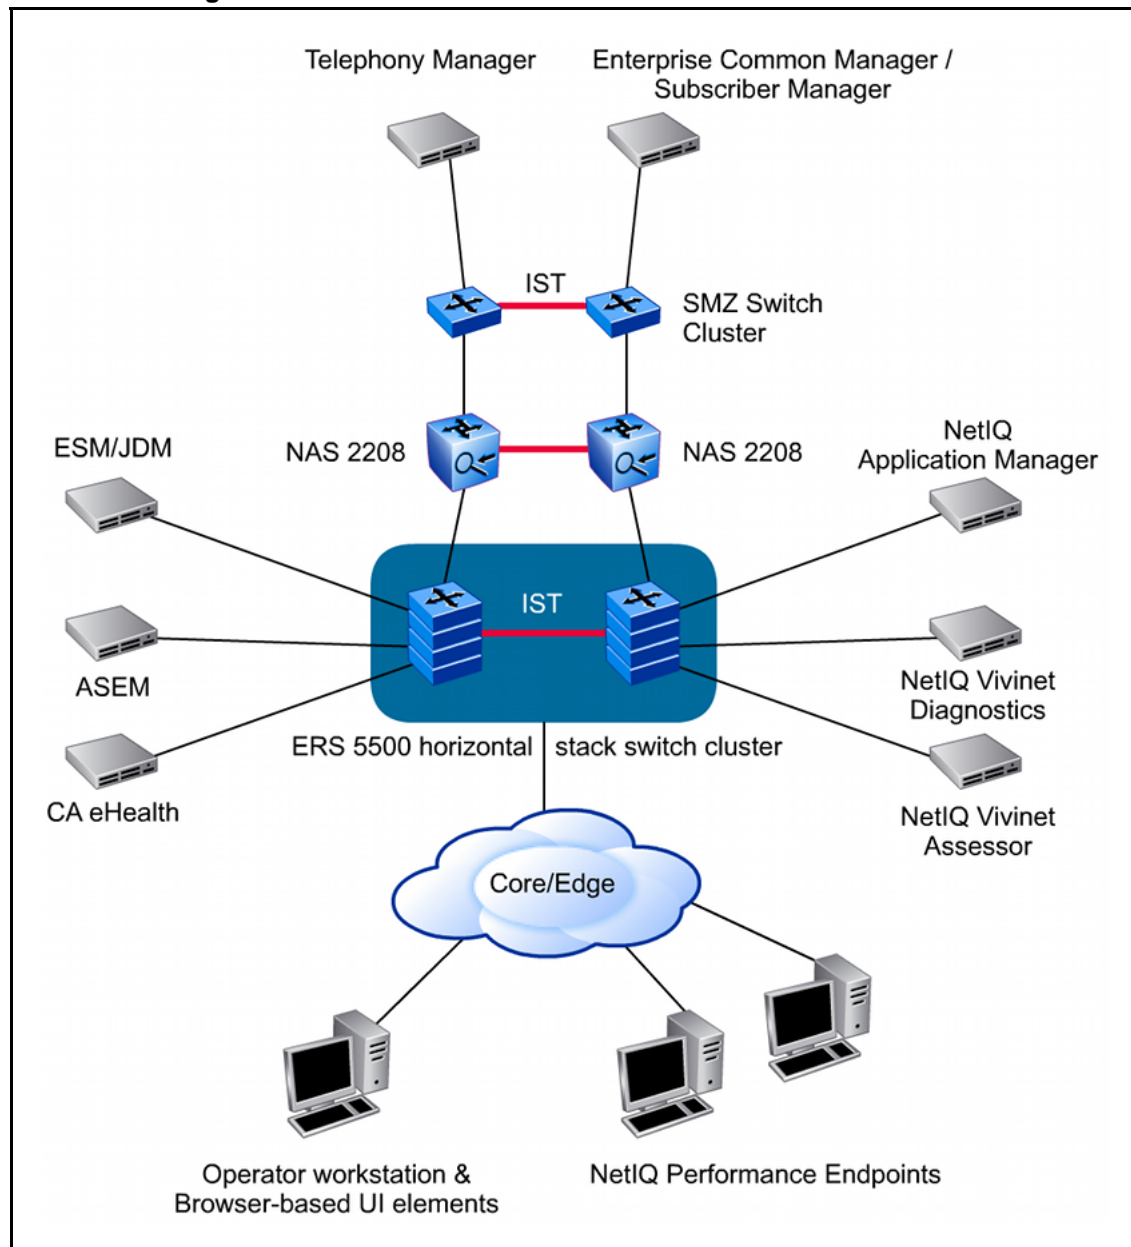 Telephony Manager
Enterprise Common Manager /
Subscriber Manager
IST
SMZ Switch
Cluster
NAS 2208
NAS 2208
ESM/JDM
NetIQ
Application Manager
IST
ASEM
NetIQ Vivinet
Diagnostics
ERS 5500 horizontal stack switch cluster
CA eHealth
NetIQ Vivinet
Assessor
Core/Edge
Operator workstation &
Browser-based UI elements
NetIQ Performance Endpoints